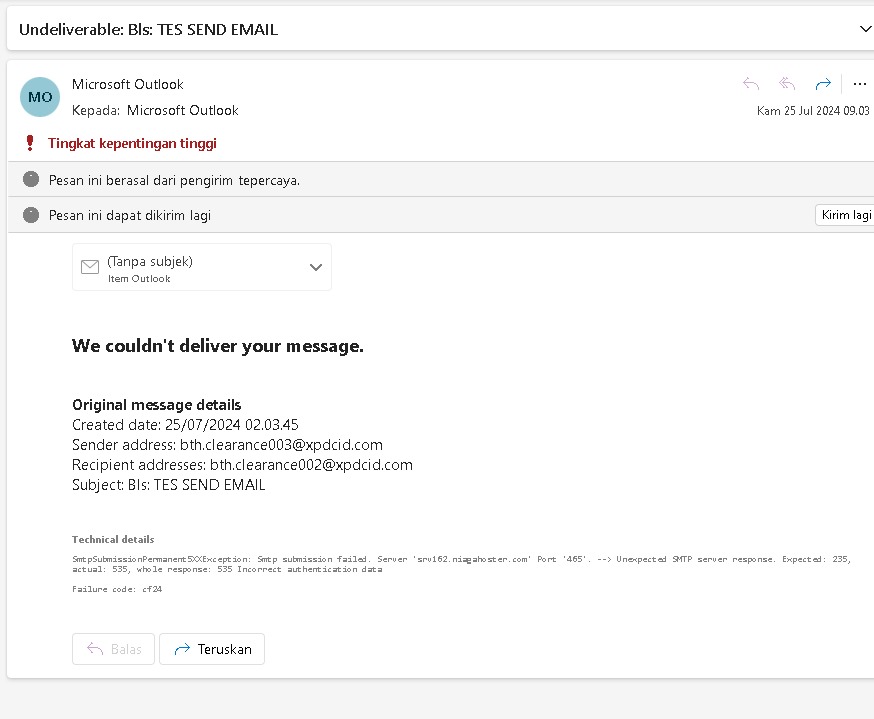 Undeliverable: Bls: TES SEND EMAIL
MO
Microsoft Outlook
Kepada: Microsoft Outlook
Kam 25 Jul 2024 09.03
Tingkat kepentingan tinggi
Pesan ini berasal dari pengirim tepercaya.
Pesan ini dapat dikirim lagi
Kirim lagi
(Tanpa subjek)
Item Outlook
We couldn't deliver your message.
Original message details
Created date: 25/07/2024 02.03.45
Sender address: bth.clearance003@xpdcid.com
Recipient addresses: bth.clearance002@xpdcid.com
Subject: Bls: TES SEND EMAIL
Technical details
SmtpSubmissionPermanent5XXException: Smtp submission failed. Server 'srv162.niagahoster.com' Port '465'. --> Unexpected SMTP server response. Expected: 235,
actual: 535, whole response: 535 Incorrect authentication data
Failure code: cf24
Balas
Teruskan